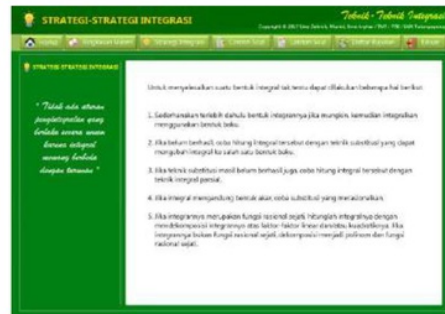 STRATEGI-STRATEGI INTEGRASI
Teknik - Teknik Integrasi
STRATEGI-STRATEGI INTEGRASI
" Tidak ada aturan
pengintegralan yang
berlaku secara umum
karena integral
memang berbeda
dengan turunan "
Untuk menyelesaikan suatu bentuk integral tak tentu dapat dilakukan beberapa hal berikut:
1. Sederhanakan terlebih dahulu bentuk integrannya jika mungkin, kemudian integralkan
menggunakan bentuk baku.
2. Jika belum berhasil, coba hitung integral tersebut dengan teknik substitusi yang dapat
mengubah integral ke salah satu bentuk baku.
3. Jika teknik substitusi masih belum berhasil juga, coba hitung integral tersebut dengan
teknik integral parsial.
4. Jika integral mengandung bentuk akar, coba substitusi yang merasionalkan.
5. Jika integrannya merupakan fungsi rasional sejati, hitunglah integralnya dengan
mendekomposisi integrannya atas faktor-faktor linear dan/atau kuadratiknya. Jika
integrannya bukan fungsi rasional sejati, dekomposisi menjadi polinom dan fungsi
rasional sejati.